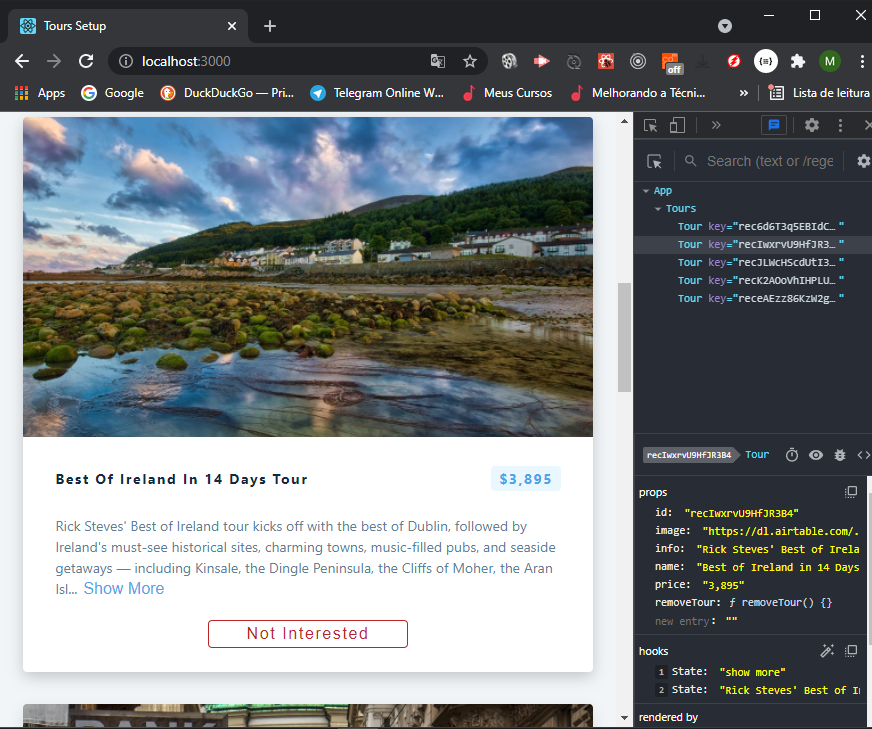 Tours Setup
localhost:3000
off
M
Apps
Google
DuckDuckGo — Pri...
Telegram Online W...
Meus Cursos
Melhorando a Técni...
»
Lista de leitura
Best Of Ireland In 14 Days Tour
$3,895
Rick Steves' Best of Ireland tour kicks off with the best of Dublin, followed by
Ireland's must-see historical sites, charming towns, music-filled pubs, and seaside
getaways — including Kinsale, the Dingle Peninsula, the Cliffs of Moher, the Aran
Isl... Show More
Not Interested
BANK
»
Search (text or /rege
App
Tours
Tour key="rec6d6T3q5EBIdC…"
Tour key="recIwxrvU9HfJR3…"
Tour key="recJLWcHScdUtI3…"
Tour key="recK2AOoVhIHPLU…"
Tour key="receAEzz86KzW2g…"
recIwxrvU9HfJR3B4 Tour
props
id: "recIwxrvU9HfJR3B4"
image: "https://dl.airtable.com/.
info: "Rick Steves' Best of Irela
name: "Best of Ireland in 14 Days
price: "3,895"
removeTour: ƒ removeTour() {}
new entry: ""
hooks
1 State: "show more"
2 State: "Rick Steves' Best of I
rendered by